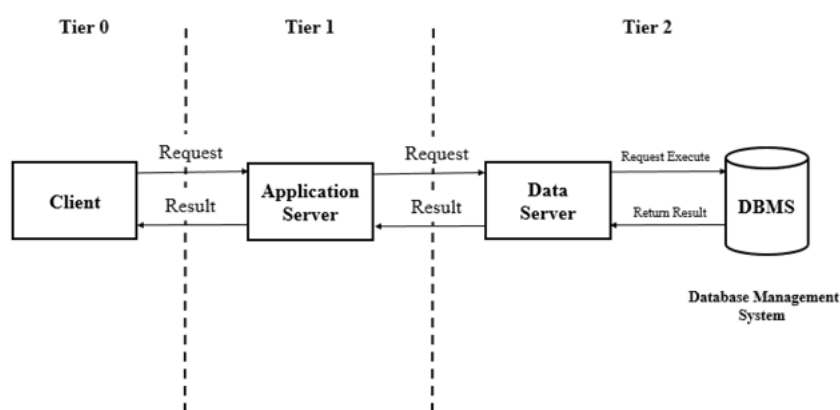 Tier 0
Tier 1
Tier 2
Request
Request
Request Execute
Client
Application
Server
Data
Server
DBMS
Result
Result
Return Result
Database Management
System